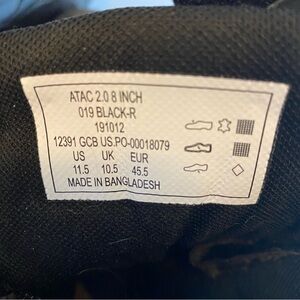 ATAC 2.0 8 INCH
019 BLACK-R
191012
12391 GCB US.PO-00018079
US UK EUR
11.5 10.5 45.5
MADE IN BANGLADESH